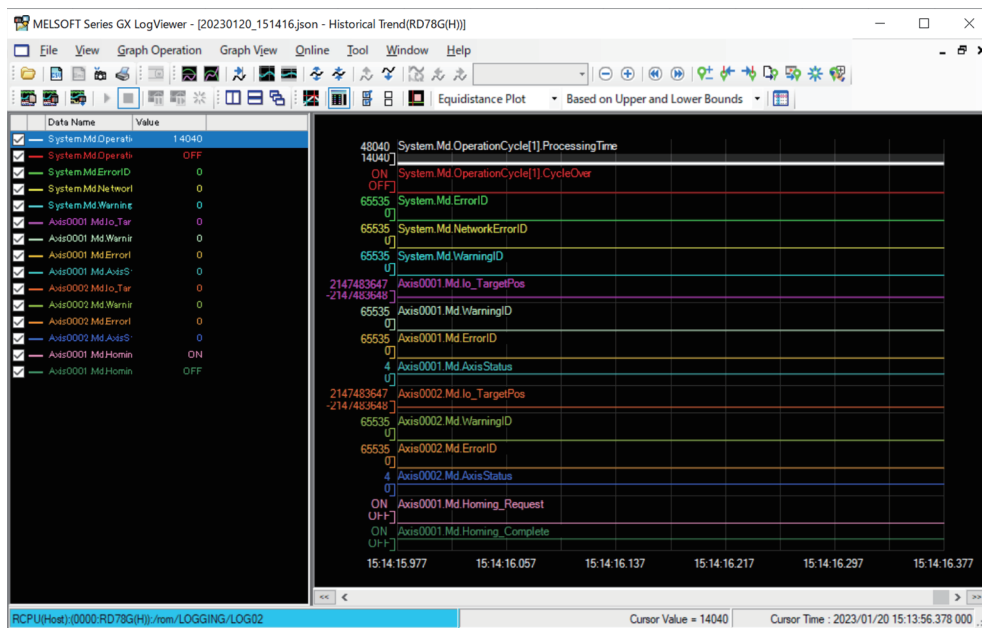 MELSOFT Series GX LogViewer - [20230120_151416.json - Historical Trend(RD78G(H))]
File View Graph Operation Graph View Online Tool Window Help
Equidistance Plot Based on Upper and Lower Bounds
Data Name Value
System.Md.Operati 14040
System.Md.Operati OFF
System.Md.ErrorID 0
System.Md.Networl 0
System.Md.Warning 0
Axis0001.Md.Io_Tar 0
Axis0001.Md.Warnir 0
Axis0001.Md.Errorl 0
Axis0001.Md.AxisS 0
Axis0002.Md.Io_Tar 0
Axis0002.Md.Warnir 0
Axis0002.Md.Errorl 0
Axis0002.Md.AxisS 0
Axis0001.Md.Homin ON
Axis0001.Md.Homin OFF
48040 System.Md.OperationCycle[1].ProcessingTime
14040
ON System.Md.OperationCycle[1].CycleOver
OFF
65535 System.Md.ErrorID
0
65535 System.Md.NetworkErrorID
0
65535 System.Md.WarningID
0
2147483647 Axis0001.Md.Io_TargetPos
-2147483648
65535 Axis0001.Md.WarningID
0
65535 Axis0001.Md.ErrorID
0
4 Axis0001.Md.AxisStatus
0
2147483647 Axis0002.Md.Io_TargetPos
-2147483648
65535 Axis0002.Md.WarningID
0
65535 Axis0002.Md.ErrorID
0
4 Axis0002.Md.AxisStatus
0
ON Axis0001.Md.Homing_Request
OFF
ON Axis0001.Md.Homing_Complete
OFF
15:14:15.977 15:14:16.057 15:14:16.137 15:14:16.217 15:14:16.297 15:14:16.377
RCPU(Host):(0000:RD78G(H)):/rom/LOGGING/LOG02 Cursor Value = 14040 Cursor Time : 2023/01/20 15:13:56.378 000